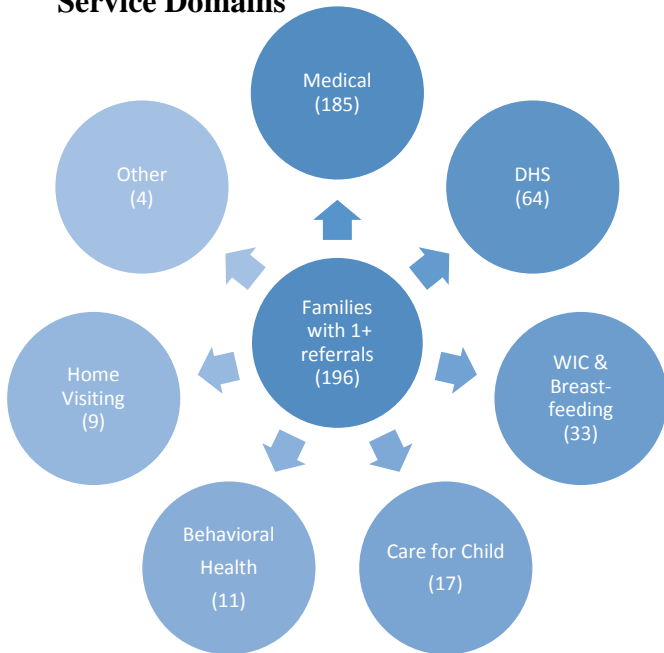 Service Domains
Medical
(185)
DHS
(64)
WIC &
Breast-
feeding
(33)
Care for Child
(17)
Behavioral
Health
(11)
Home
Visiting
(9)
Other
(4)
Families
with 1+
referrals
(196)